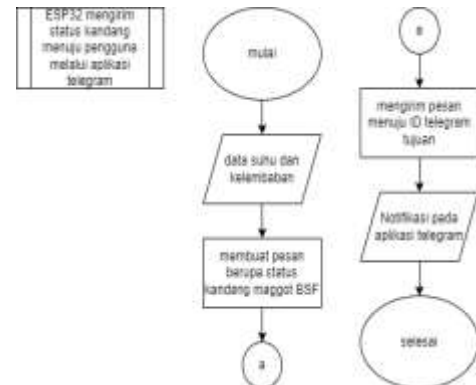 ESP32 mengirim
status kandang
menuju pengguna
melalui aplikasi
telegram
mulai
data suhu dan
kelembaban
membuat pesan
berupa status
kandang maggot BSF
a
a
mengirim pesan
menuju ID telegram
tujuan
Notifikasi pada
aplikasi telegram
selesai